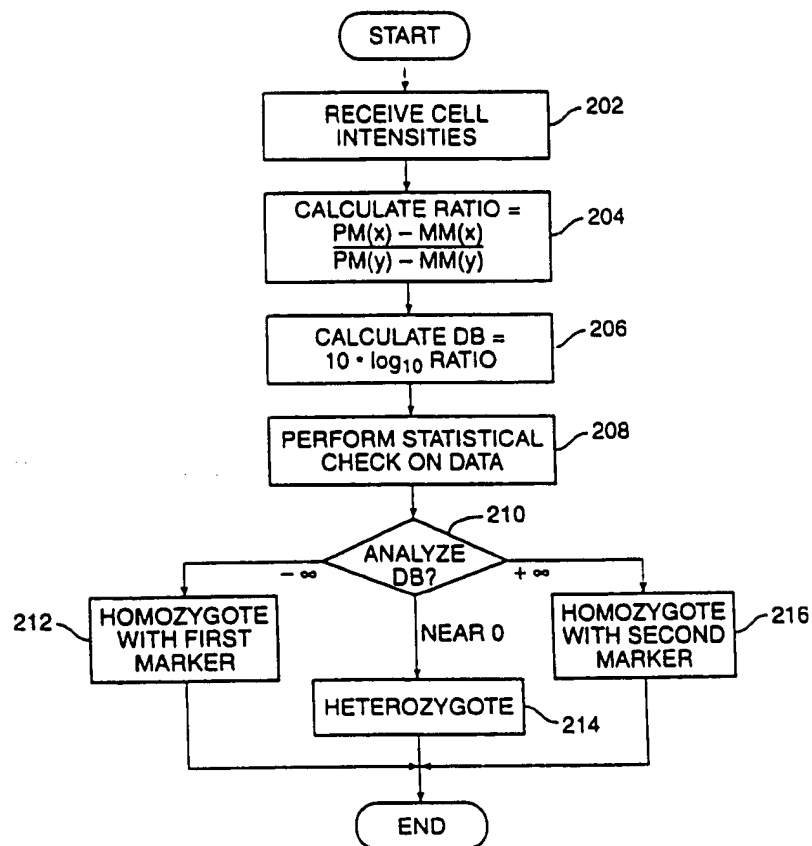 START
RECEIVE CELL
INTENSITIES
202
CALCULATE RATIO =
PM(x) – MM(x)
PM(y) – MM(y)
204
CALCULATE DB =
10 • log10 RATIO
206
PERFORM STATISTICAL
CHECK ON DATA
208
210
ANALYZE
DB?
– ∞
+ ∞
212
HOMOZYGOTE
WITH FIRST
MARKER
NEAR 0
HOMOZYGOTE
WITH SECOND
MARKER
216
HETEROZYGOTE
214
END